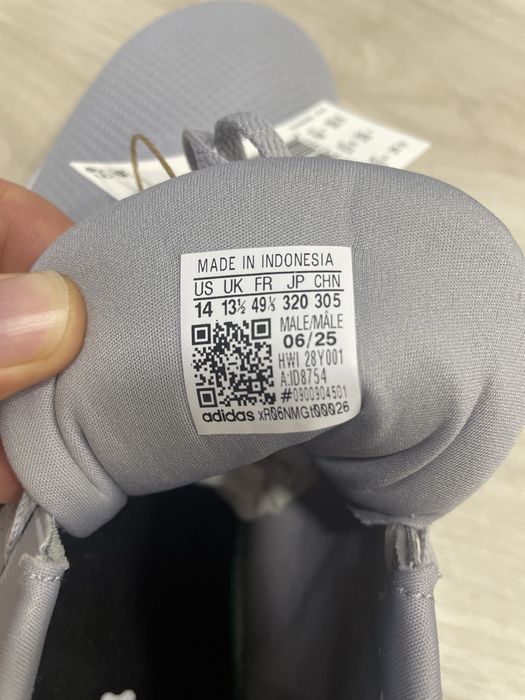 MADE IN INDONESIA
US UK FR JP CHN
14 13½ 49⅓ 320 305
MALE/MÂLE
06/25
HWI 28Y001
A:ID8754
#0900904501
adidas xR06NMGt00026